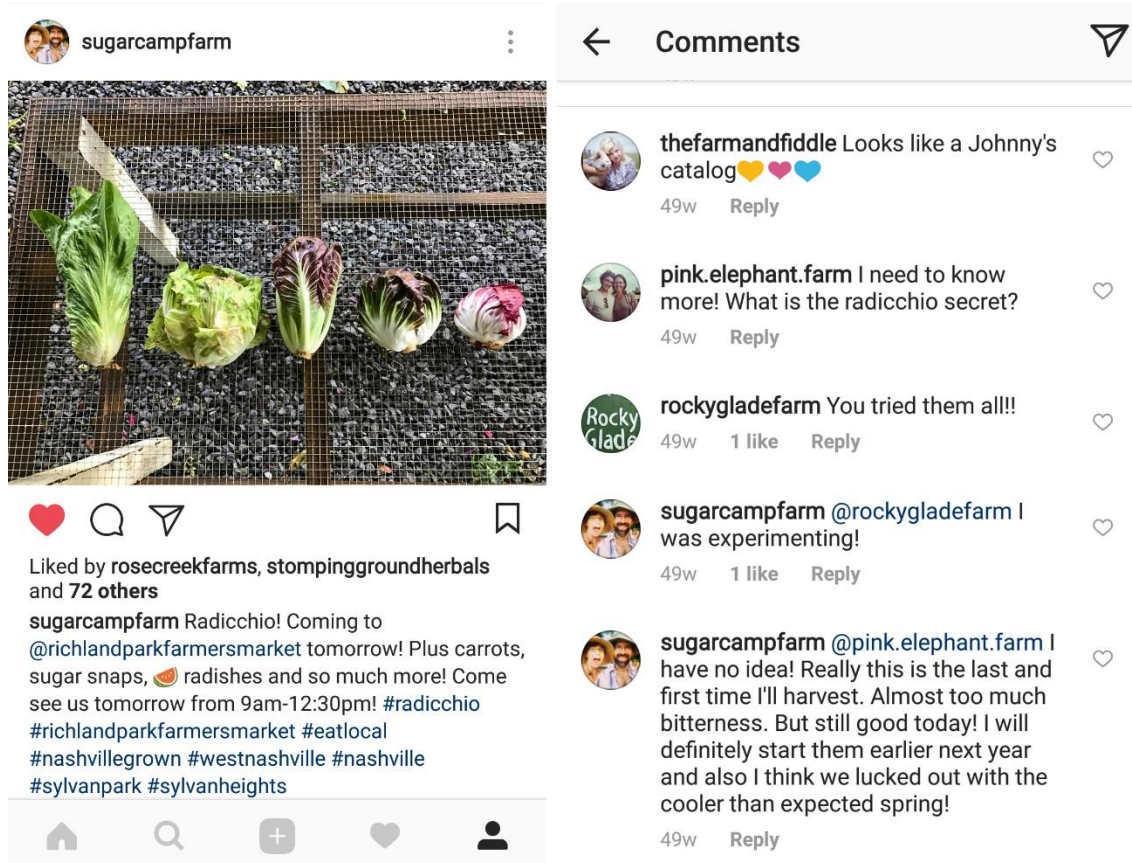 sugarcampfarm
Liked by rosecreekfarms, stompinggroundherbals
and 72 others
sugarcampfarm Radicchio! Coming to
@richlandparkfarmersmarket tomorrow! Plus carrots,
sugar snaps, 🍉 radishes and so much more! Come
see us tomorrow from 9am-12:30pm! #radicchio
#richlandparkfarmersmarket #eatlocal
#nashvillegrown #westnashville #nashville
#sylvanpark #sylvanheights
Comments
thefarmandfiddle Looks like a Johnny's
catalog💛💗💙
49w Reply
pink.elephant.farm I need to know
more! What is the radicchio secret?
49w Reply
Rocky
Glade
rockygladefarm You tried them all!!
49w 1 like Reply
sugarcampfarm @rockygladefarm I
was experimenting!
49w 1 like Reply
sugarcampfarm @pink.elephant.farm I
have no idea! Really this is the last and
first time I'll harvest. Almost too much
bitterness. But still good today! I will
definitely start them earlier next year
and also I think we lucked out with the
cooler than expected spring!
49w Reply